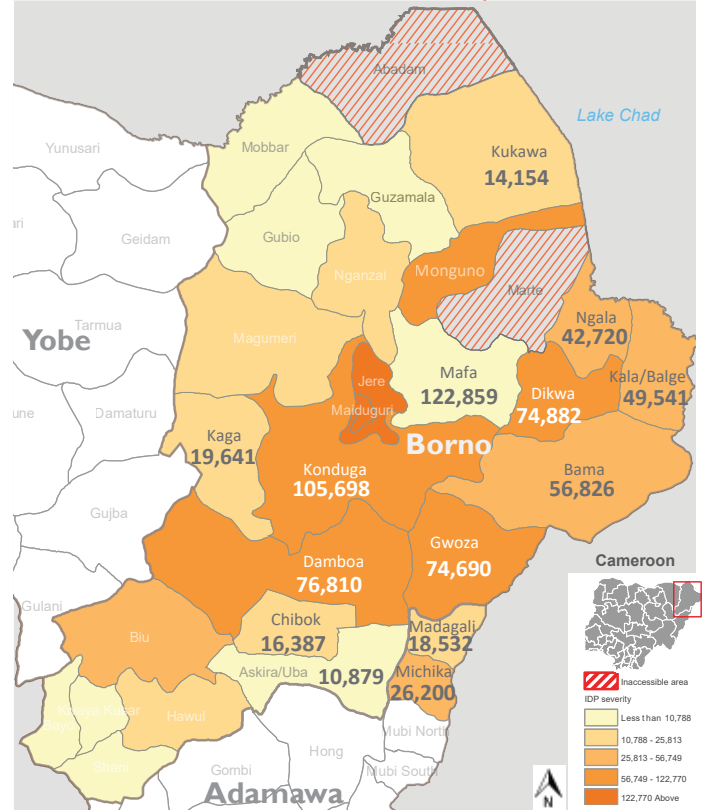 Abadam
Lake Chad
Yunusari
Mobbar
Kukawa
14,154
Guzamala
ari
Geidam
Gubio
Nganzai
Monguno
Marte
Tarmua
Yobe
Magumeri
Ngala
42,720
Mafa
122,859
Jere
Kala/Balge
49,541
Dikwa
74,882
Maiduguri
une
Damaturu
Kaga
19,641
Borno
Konduga
105,698
Bama
56,826
Gujba
Gwoza
74,690
Damboa
76,810
Cameroon
Gulani
Chibok
16,387
Madagali
18,532
Biu
Askira/Uba 10,879
Michika
26,200
Inaccessible area
IDP severity
Less than 10,788
10,788 - 25,813
25,813 - 56,749
56,749 - 122,770
122,770 Above
Hawul
Shani
Mubi North
Hong
Gombi
Mubi South
Adamawa
N